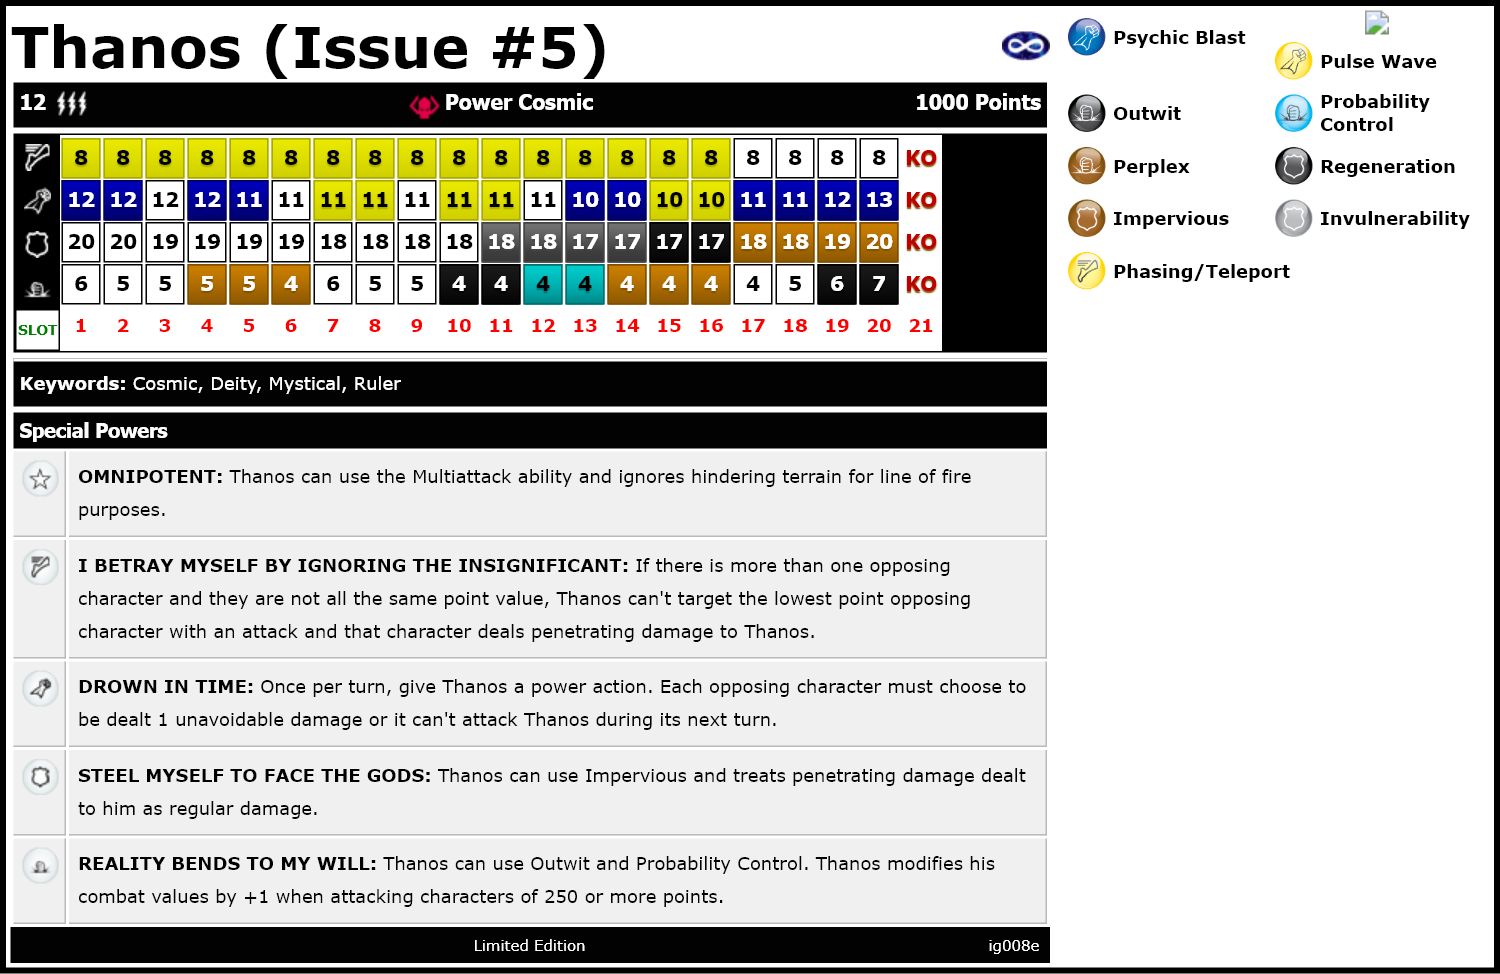 Thanos (Issue #5)
12 Power Cosmic 1000 Points
8 8 8 8 8 8 8 8 8 8 8 8 8 8 8 8 8 8 8 8 KO
12 12 12 12 11 11 11 11 11 11 11 11 10 10 10 10 11 11 12 13 KO
20 20 19 19 19 19 18 18 18 18 18 18 17 17 17 17 18 18 19 20 KO
6 5 5 5 5 4 6 5 5 4 4 4 4 4 4 4 4 5 6 7 KO
SLOT 1 2 3 4 5 6 7 8 9 10 11 12 13 14 15 16 17 18 19 20 21
Keywords: Cosmic, Deity, Mystical, Ruler
Special Powers
OMNIPOTENT: Thanos can use the Multiattack ability and ignores hindering terrain for line of fire
purposes.
I BETRAY MYSELF BY IGNORING THE INSIGNIFICANT: If there is more than one opposing
character and they are not all the same point value, Thanos can't target the lowest point opposing
character with an attack and that character deals penetrating damage to Thanos.
DROWN IN TIME: Once per turn, give Thanos a power action. Each opposing character must choose to
be dealt 1 unavoidable damage or it can't attack Thanos during its next turn.
STEEL MYSELF TO FACE THE GODS: Thanos can use Impervious and treats penetrating damage dealt
to him as regular damage.
REALITY BENDS TO MY WILL: Thanos can use Outwit and Probability Control. Thanos modifies his
combat values by +1 when attacking characters of 250 or more points.
Limited Edition ig008e
Psychic Blast
Pulse Wave
Outwit
Probability
Control
Perplex
Regeneration
Impervious
Invulnerability
Phasing/Teleport